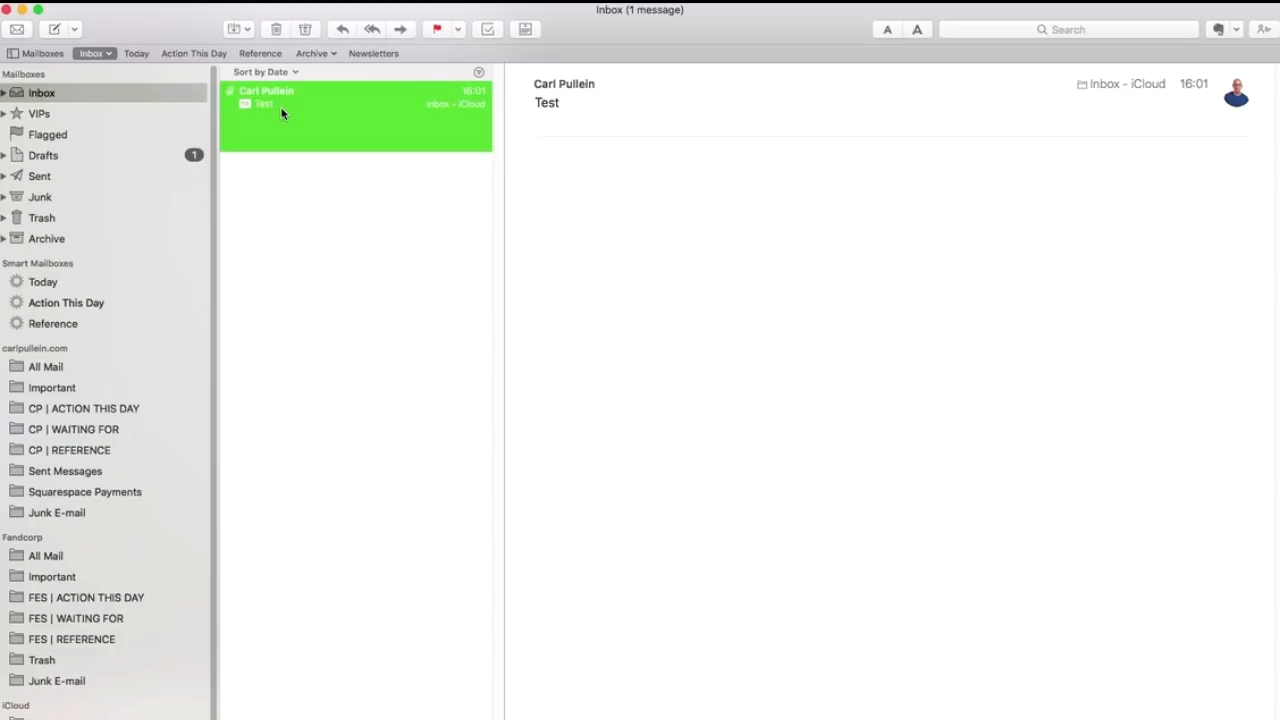 Inbox (1 message)
A A Search
Mailboxes Inbox Today Action This Day Reference Archive Newsletters
Mailboxes
Inbox
VIPs
Flagged
Drafts 1
Sent
Junk
Trash
Archive
Smart Mailboxes
Today
Action This Day
Reference
carlpullein.com
All Mail
Important
CP | ACTION THIS DAY
CP | WAITING FOR
CP | REFERENCE
Sent Messages
Squarespace Payments
Junk E-mail
Fandcorp
All Mail
Important
FES | ACTION THIS DAY
FES | WAITING FOR
FES | REFERENCE
Trash
Junk E-mail
iCloud
Sort by Date
Carl Pullein 16:01
Test Inbox - iCloud
Carl Pullein Inbox - iCloud 16:01
Test